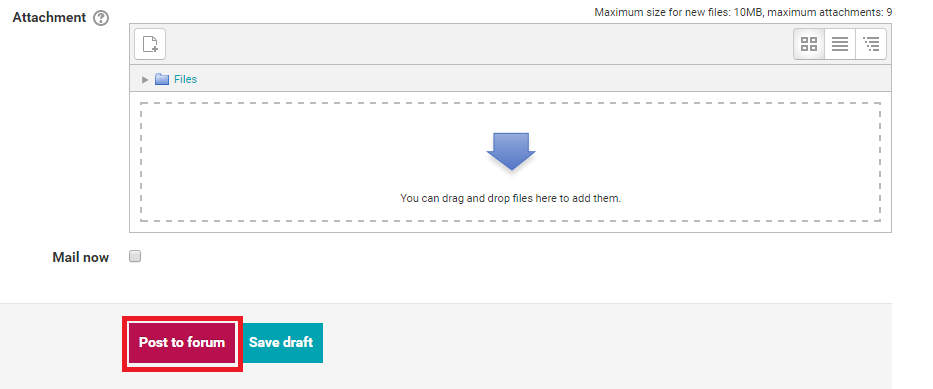 Attachment
Maximum size for new files: 10MB, maximum attachments: 9
Files
You can drag and drop files here to add them.
Mail now
Post to forum
Save draft